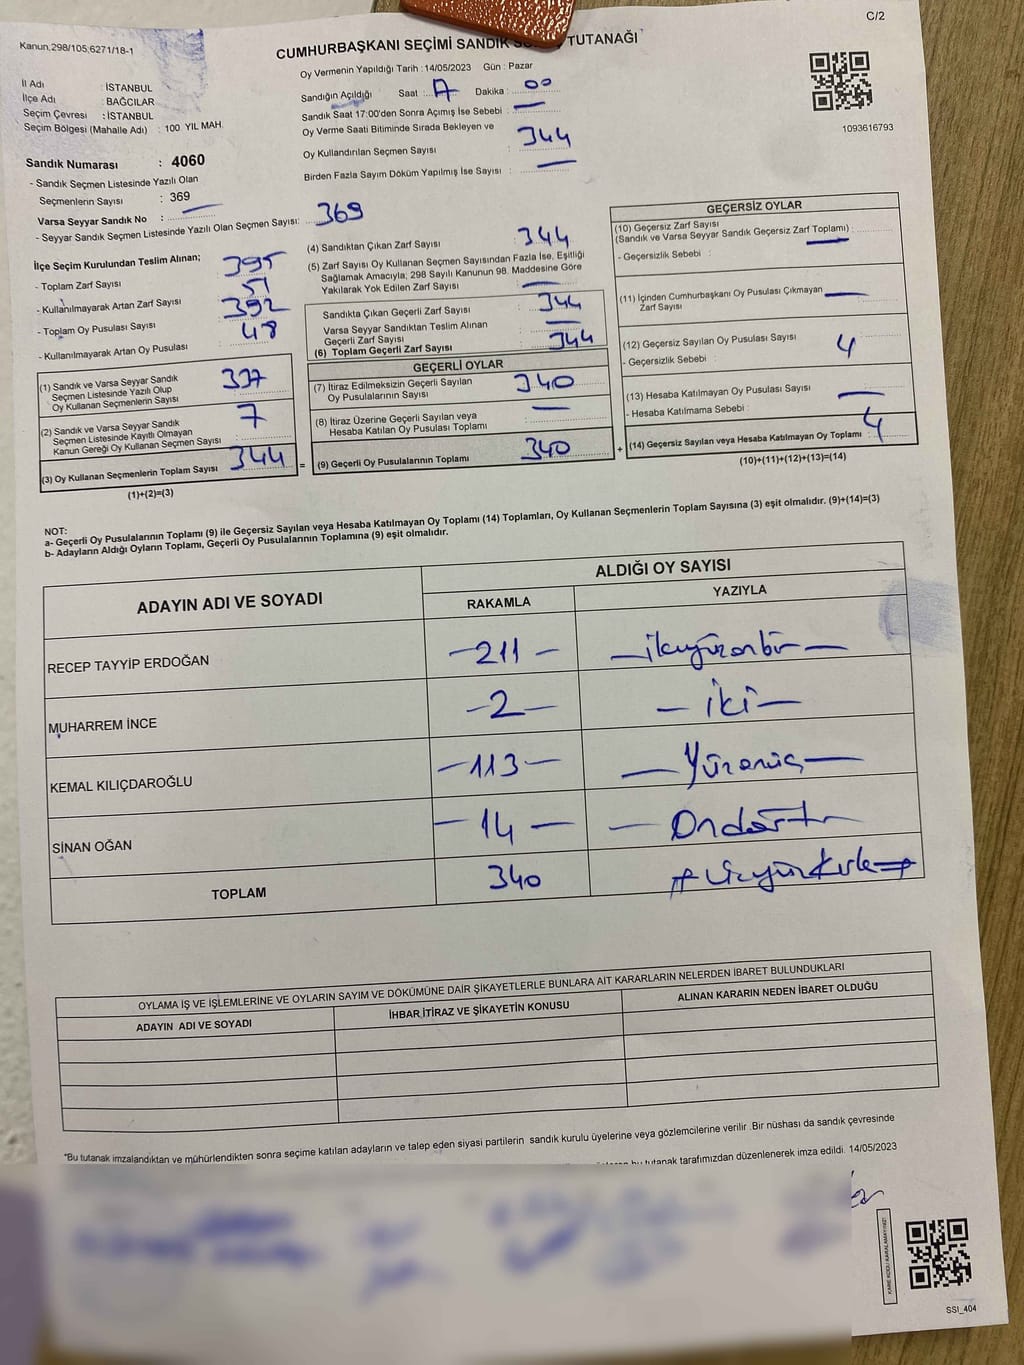 C/2
Kanun,298/105,6271/18-1
CUMHURBAŞKANI SEÇİMİ SANDIK TUTANAĞI
Oy Vermenin Yapıldığı Tarih :14/05/2023 Gün : Pazar
İl Adı : İSTANBUL
İlçe Adı : BAĞCILAR
Seçim Çevresi : İSTANBUL
Seçim Bölgesi (Mahalle Adı) : 100. YIL MAH.
Sandığın Açıldığı Saat : 17 Dakika : 00
Sandık Saat 17:00'den Sonra Açımış İse Sebebi : —
Oy Verme Saati Bitiminde Sırada Bekleyen ve
Oy Kullandırılan Seçmen Sayısı : 344
Birden Fazla Sayım Döküm Yapılmış İse Sayısı : —
1093616793
Sandık Numarası : 4060
- Sandık Seçmen Listesinde Yazılı Olan
Seçmenlerin Sayısı : 369
Varsa Seyyar Sandık No : —
- Seyyar Sandık Seçmen Listesinde Yazılı Olan Seçmen Sayısı: 369
İlçe Seçim Kurulundan Teslim Alınan;
- Toplam Zarf Sayısı : 395
- Kullanılmayarak Artan Zarf Sayısı : 51
- Toplam Oy Pusulası Sayısı : 392
- Kullanılmayarak Artan Oy Pusulası : 48
(1) Sandık ve Varsa Seyyar Sandık
Seçmen Listesinde Yazılı Olup
Oy Kullanan Seçmenlerin Sayısı : 337
(2) Sandık ve Varsa Seyyar Sandık
Seçmen Listesinde Kayıtlı Olmayan
Kanun Gereği Oy Kullanan Seçmen Sayısı : 7
(3) Oy Kullanan Seçmenlerin Toplam Sayısı : 344 =
(1)+(2)=(3)
(4) Sandıktan Çıkan Zarf Sayısı : 344
(5) Zarf Sayısı Oy Kullanan Seçmen Sayısından Fazla İse, Eşitliği
Sağlamak Amacıyla; 298 Sayılı Kanunun 98. Maddesine Göre
Yakılarak Yok Edilen Zarf Sayısı : —
Sandıkta Çıkan Geçerli Zarf Sayısı : 344
Varsa Seyyar Sandıktan Teslim Alınan
Geçerli Zarf Sayısı : —
(6) Toplam Geçerli Zarf Sayısı : 344
GEÇERLİ OYLAR
(7) İtiraz Edilmeksizin Geçerli Sayılan
Oy Pusulalarının Sayısı : 340
(8) İtiraz Üzerine Geçerli Sayılan veya
Hesaba Katılan Oy Pusulası Toplamı : —
(9) Geçerli Oy Pusulalarının Toplamı : 340 +
GEÇERSİZ OYLAR
(10) Geçersiz Zarf Sayısı
(Sandık ve Varsa Seyyar Sandık Geçersiz Zarf Toplamı) : —
- Geçersizlik Sebebi :
(11) İçinden Cumhurbaşkanı Oy Pusulası Çıkmayan —
Zarf Sayısı
(12) Geçersiz Sayılan Oy Pusulası Sayısı : 4
- Geçersizlik Sebebi :
(13) Hesaba Katılmayan Oy Pusulası Sayısı : —
- Hesaba Katılmama Sebebi :
(14) Geçersiz Sayılan veya Hesaba Katılmayan Oy Toplamı : 4
(10)+(11)+(12)+(13)=(14)
NOT:
a- Geçerli Oy Pusulalarının Toplamı (9) ile Geçersiz Sayılan veya Hesaba Katılmayan Oy Toplamı (14) Toplamları, Oy Kullanan Seçmenlerin Toplam Sayısına (3) eşit olmalıdır. (9)+(14)=(3)
b- Adayların Aldığı Oyların Toplamı, Geçerli Oy Pusulalarının Toplamına (9) eşit olmalıdır.
ADAYIN ADI VE SOYADI
ALDIĞI OY SAYISI
RAKAMLA YAZIYLA
RECEP TAYYİP ERDOĞAN –211– –ikiyüzonbir–
MUHARREM İNCE –2– –iki–
KEMAL KILIÇDAROĞLU –113– –Yüzonüç–
SİNAN OĞAN –14– –Ondört–
TOPLAM 340 #Üçyüzkırk#
OYLAMA İŞ VE İŞLEMLERİNE VE OYLARIN SAYIM VE DÖKÜMÜNE DAİR ŞİKAYETLERLE BUNLARA AİT KARARLARIN NELERDEN İBARET BULUNDUKLARI
ADAYIN ADI VE SOYADI İHBAR İTİRAZ VE ŞİKAYETİN KONUSU ALINAN KARARIN NEDEN İBARET OLDUĞU
"Bu tutanak imzalandıktan ve mühürlendikten sonra seçime katılan adayların ve talep eden siyasi partilerin sandık kurulu üyelerine veya gözlemcilerine verilir .Bir nüshası da sandık çevresinde
bu tutanak tarafımızdan düzenlenerek imza edildi. 14/05/2023
KARE KODU KARALAMAYINIZ!
SSI_404